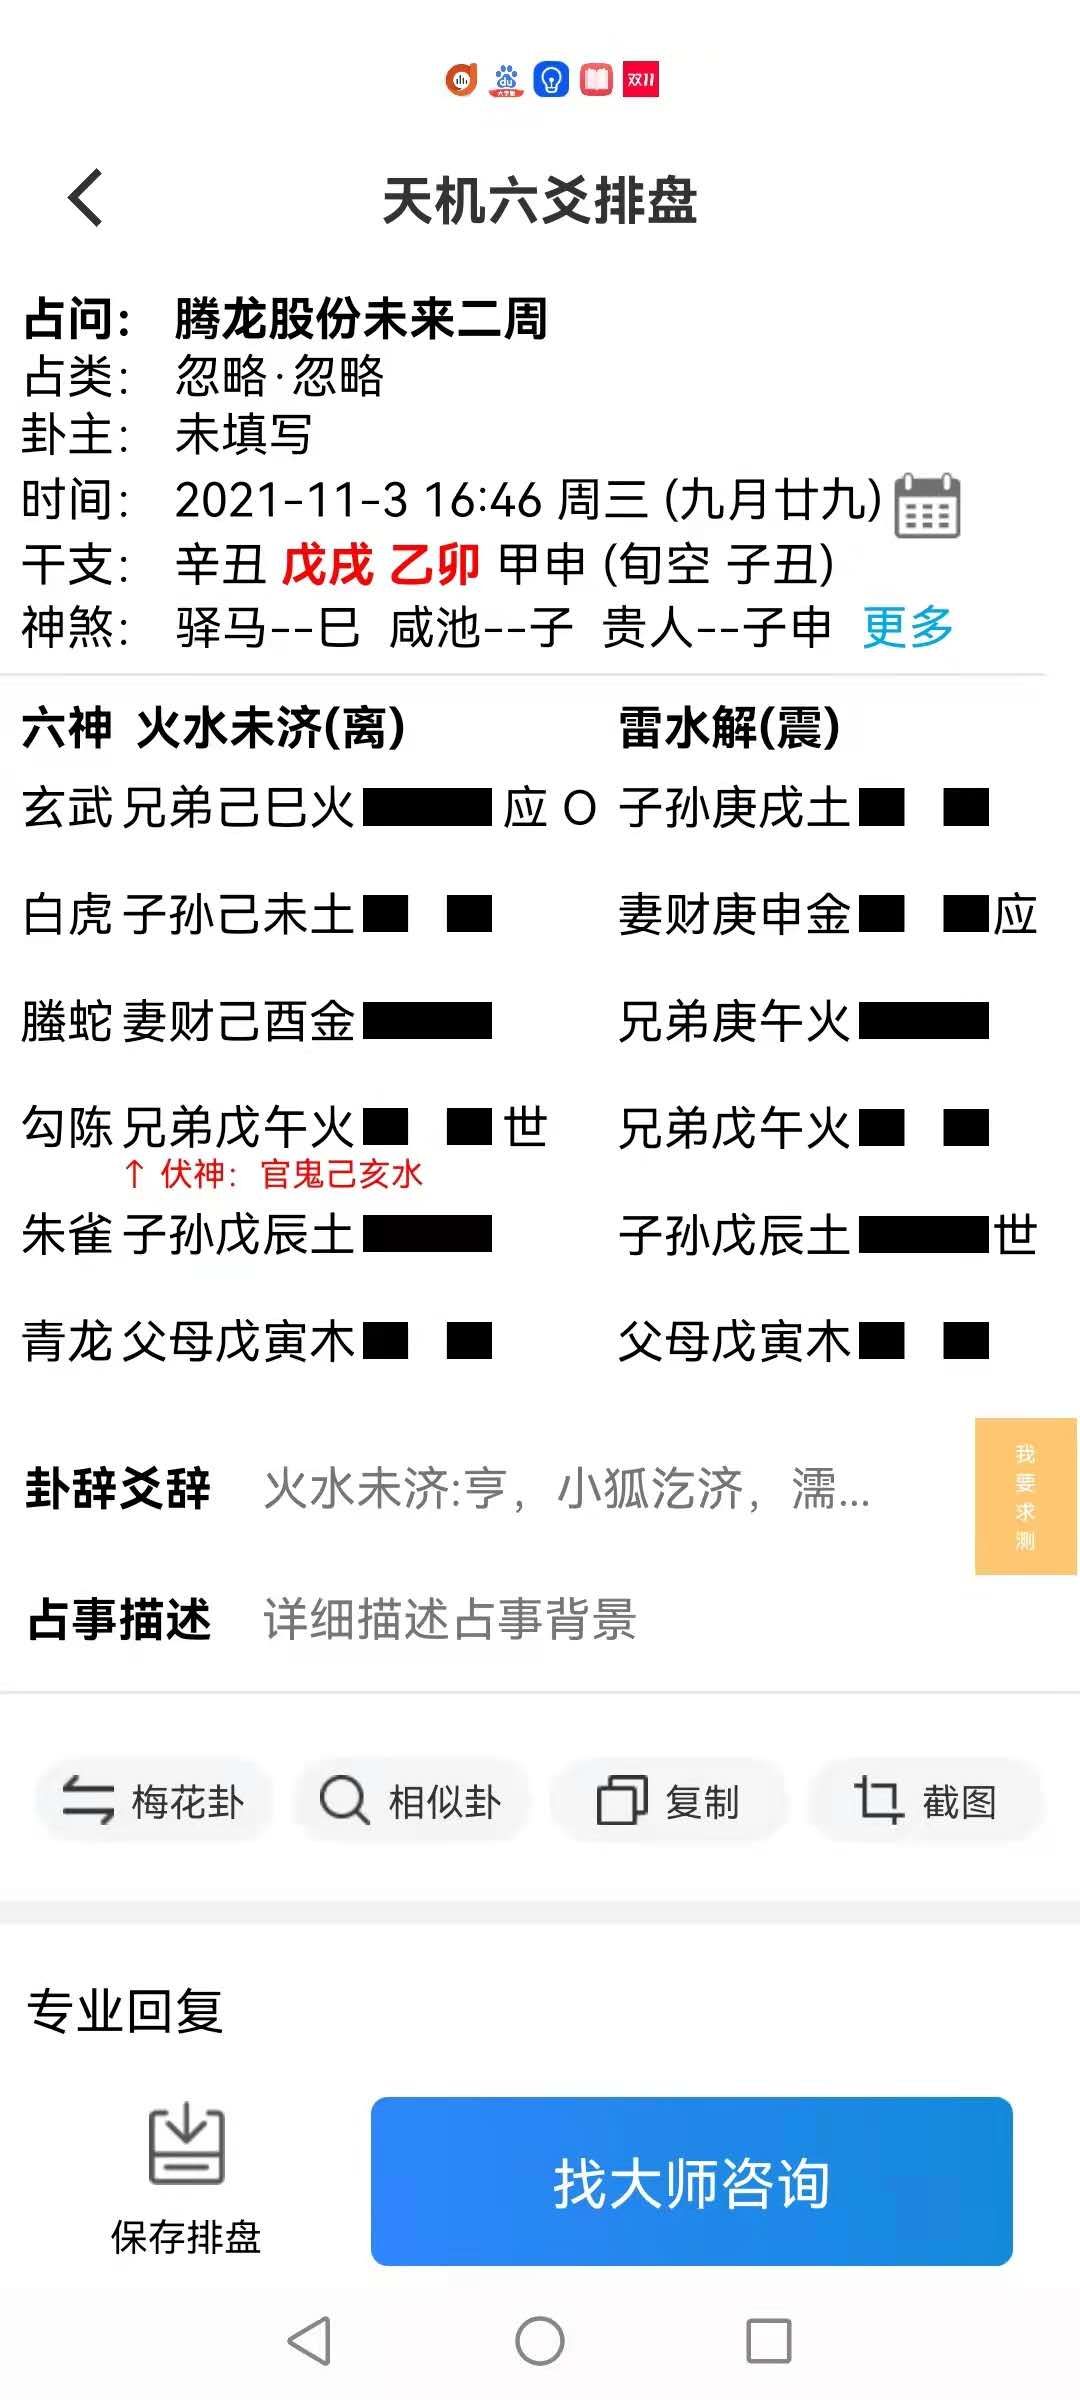 du
双11
天机六爻排盘
占问： 腾龙股份未来二周
占类： 忽略·忽略
卦主： 未填写
时间： 2021-11-3 16:46 周三 (九月廿九)
干支： 辛丑 戊戌 乙卯 甲申 (旬空 子丑)
神煞： 驿马--巳 咸池--子 贵人--子申 更多
六神 火水未济(离) 雷水解(震)
玄武 兄弟己巳火 应 O 子孙庚戌土
白虎 子孙己未土 妻财庚申金 应
螣蛇 妻财己酉金 兄弟庚午火
勾陈 兄弟戊午火 世 兄弟戊午火
↑ 伏神：官鬼己亥水
朱雀 子孙戊辰土 子孙戊辰土 世
青龙 父母戊寅木 父母戊寅木
卦辞爻辞 火水未济:亨，小狐汔济，濡...
我要求测
占事描述 详细描述占事背景
梅花卦 相似卦 复制 截图
专业回复
保存排盘
找大师咨询